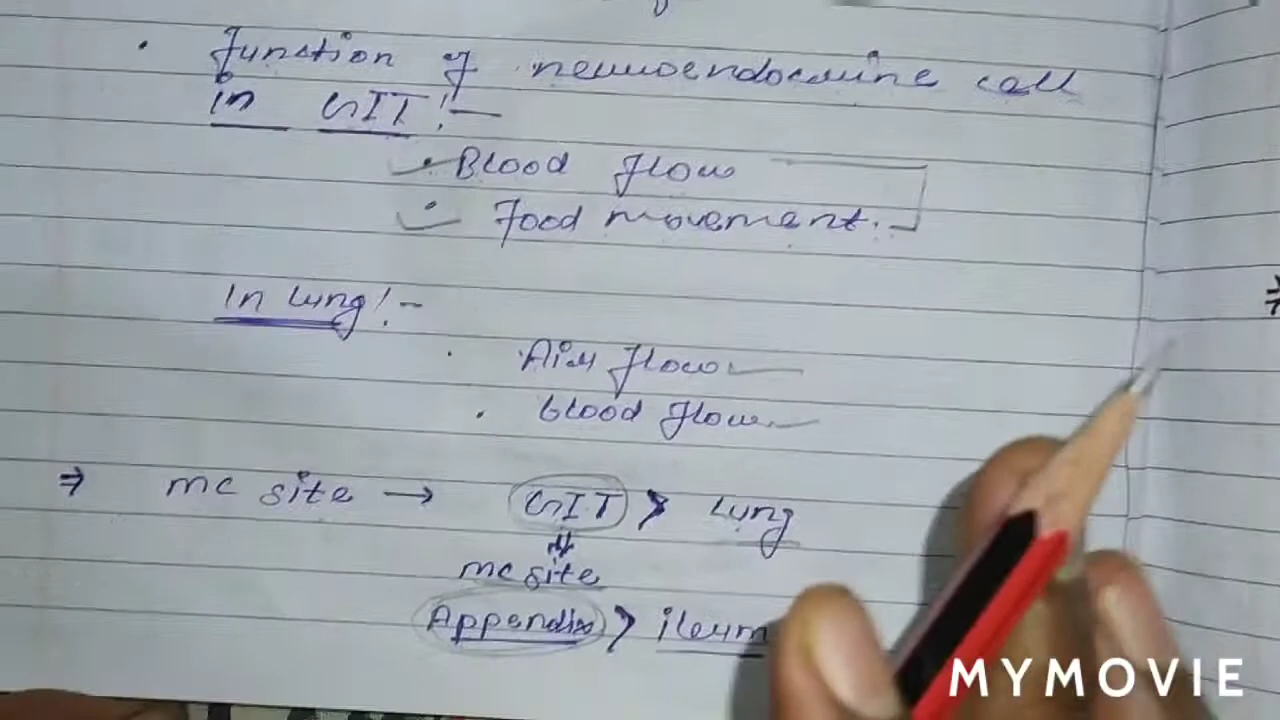 • function of neuroendocrine cell
in GIT :-
• Blood flow
• Food movement.
In lung :-
• Air flow
• blood flow
⇒ mc site → GIT > lung
mc site
Appendix > ileum
MYMOVIE